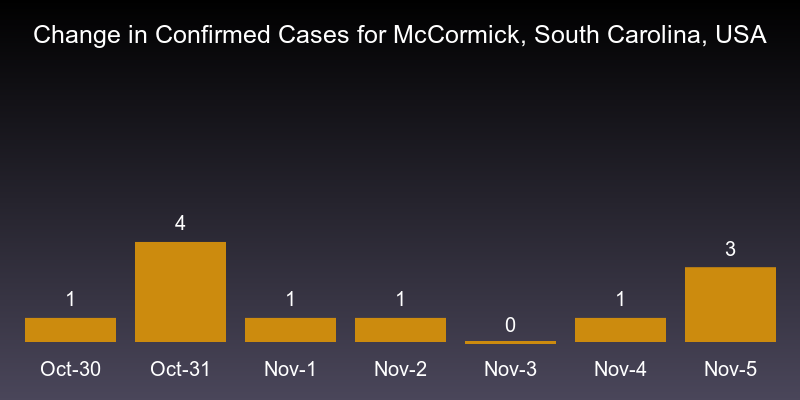 Change in Confirmed Cases for McCormick, South Carolina, USA
1
4
1
1
0
1
3
Oct-30
Oct-31
Nov-1
Nov-2
Nov-3
Nov-4
Nov-5